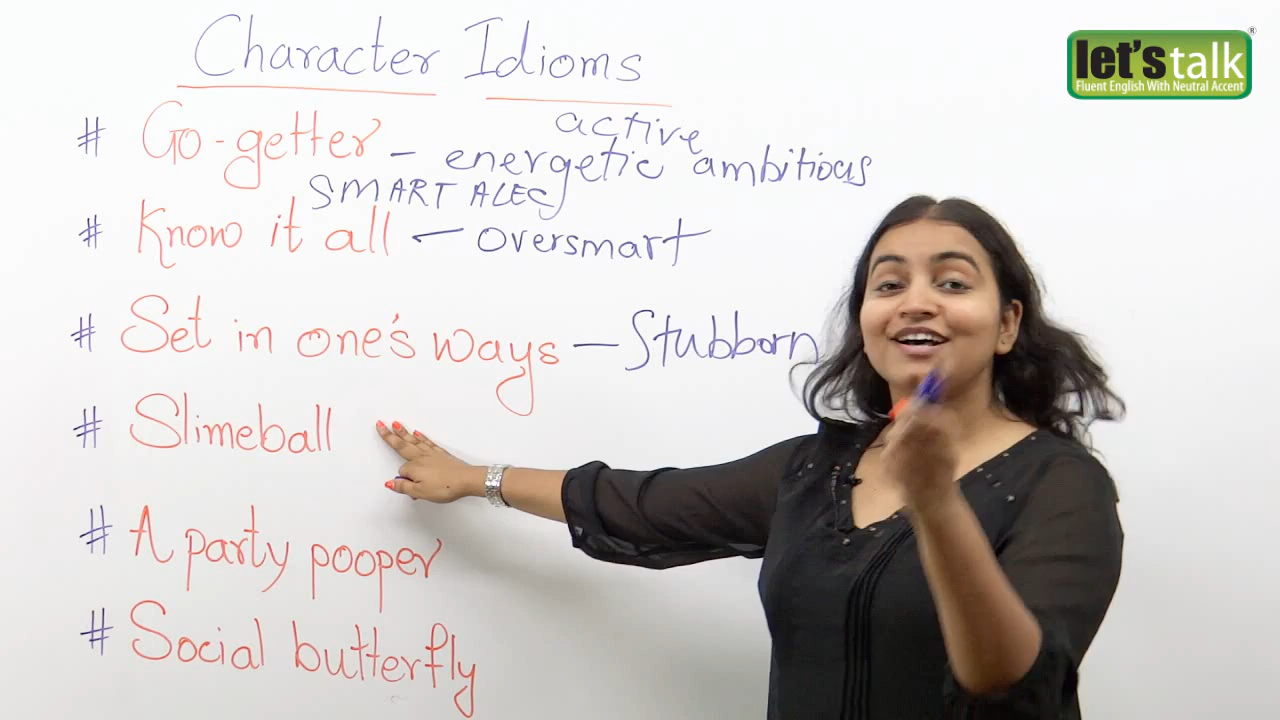 Character Idioms
let's talk®
Fluent English With Neutral Accent
active
# Go-getter - energetic ambitious
SMART ALEC
# Know it all - oversmart
# Set in one's ways - Stubborn
# Slimeball
# A party pooper
# Social butterfly